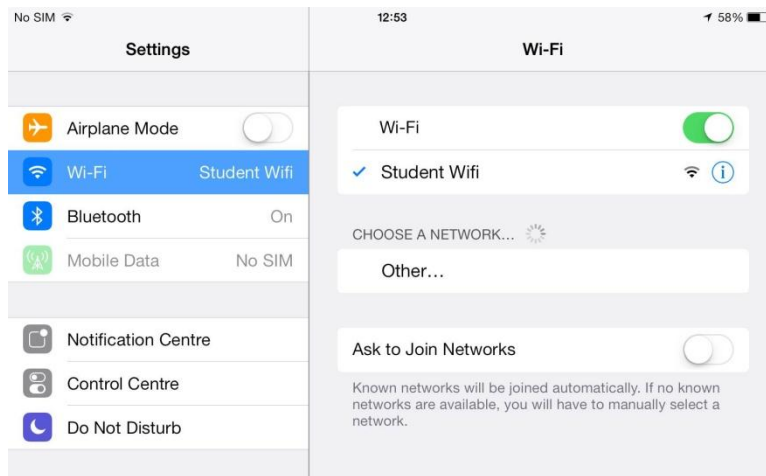 No SIM 12:53 58%
Settings
Wi-Fi
Airplane Mode
Wi-Fi Student Wifi
Bluetooth On
Mobile Data No SIM
Notification Centre
Control Centre
Do Not Disturb
Wi-Fi
Student Wifi
CHOOSE A NETWORK...
Other...
Ask to Join Networks
Known networks will be joined automatically. If no known
networks are available, you will have to manually select a
network.